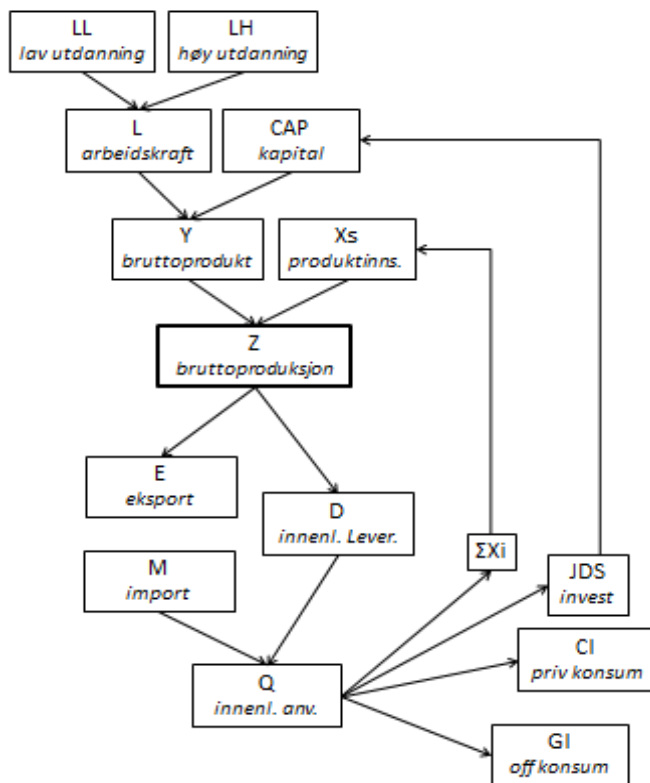 LL
lav utdanning
LH
høy utdanning
L
arbeidskraft
CAP
kapital
Y
bruttoprodukt
Xs
produktinns.
Z
bruttoproduksjon
E
eksport
D
innenl. Lever.
M
import
ΣXi
JDS
invest
CI
priv konsum
Q
innenl. anv.
GI
off konsum